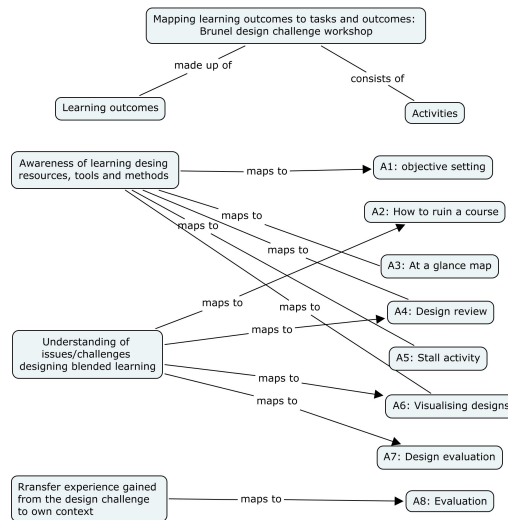 Mapping learning outcomes to tasks and outcomes:
Brunel design challenge workshop
made up of
consists of
Learning outcomes
Activities
Awareness of learning desing
resources, tools and methods
maps to
A1: objective setting
A2: How to ruin a course
maps to
maps to
maps to
A3: At a glance map
maps to
maps to
A4: Design review
maps to
Understanding of
issues/challenges
designing blended learning
A5: Stall activity
maps to
A6: Visualising designs
maps to
A7: Design evaluation
Rransfer experience gained
from the design challenge
to own context
maps to
A8: Evaluation